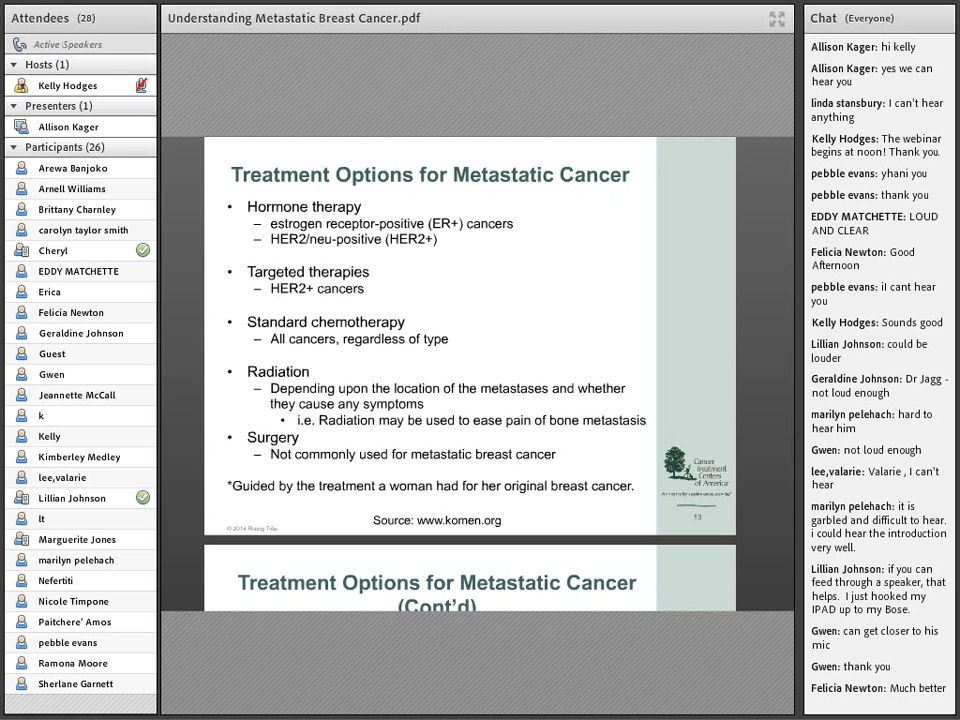 Attendees (28)
Active Speakers
Hosts (1)
Kelly Hodges
Presenters (1)
Allison Kager
Participants (26)
Arewa Banjoko
Arnell Williams
Brittany Charnley
carolyn taylor smith
Cheryl
EDDY MATCHETTE
Erica
Felicia Newton
Geraldine Johnson
Guest
Gwen
Jeannette McCall
k
Kelly
Kimberley Medley
lee,valarie
Lillian Johnson
lt
Marguerite Jones
marilyn pelehach
Nefertiti
Nicole Timpone
Paitchere' Amos
pebble evans
Ramona Moore
Sherlane Garnett
Understanding Metastatic Breast Cancer.pdf
Treatment Options for Metastatic Cancer
• Hormone therapy
– estrogen receptor-positive (ER+) cancers
– HER2/neu-positive (HER2+)
• Targeted therapies
– HER2+ cancers
• Standard chemotherapy
– All cancers, regardless of type
• Radiation
– Depending upon the location of the metastases and whether
they cause any symptoms
• i.e. Radiation may be used to ease pain of bone metastasis
• Surgery
– Not commonly used for metastatic breast cancer
*Guided by the treatment a woman had for her original breast cancer.
Source: www.komen.org
© 2014 Rising Tide
Cancer
Treatment
Centers
of America
13
Treatment Options for Metastatic Cancer
(Cont'd)
Chat (Everyone)
Allison Kager: hi kelly
Allison Kager: yes we can
hear you
linda stansbury: I can't hear
anything
Kelly Hodges: The webinar
begins at noon! Thank you.
pebble evans: yhani you
pebble evans: thank you
EDDY MATCHETTE: LOUD
AND CLEAR
Felicia Newton: Good
Afternoon
pebble evans: iI cant hear
you
Kelly Hodges: Sounds good
Lillian Johnson: could be
louder
Geraldine Johnson: Dr Jagg -
not loud enough
marilyn pelehach: hard to
hear him
Gwen: not loud enough
lee,valarie: Valarie , I can't
hear
marilyn pelehach: it is
garbled and difficult to hear.
i could hear the introduction
very well.
Lillian Johnson: if you can
feed through a speaker, that
helps. I just hooked my
IPAD up to my Bose.
Gwen: can get closer to his
mic
Gwen: thank you
Felicia Newton: Much better